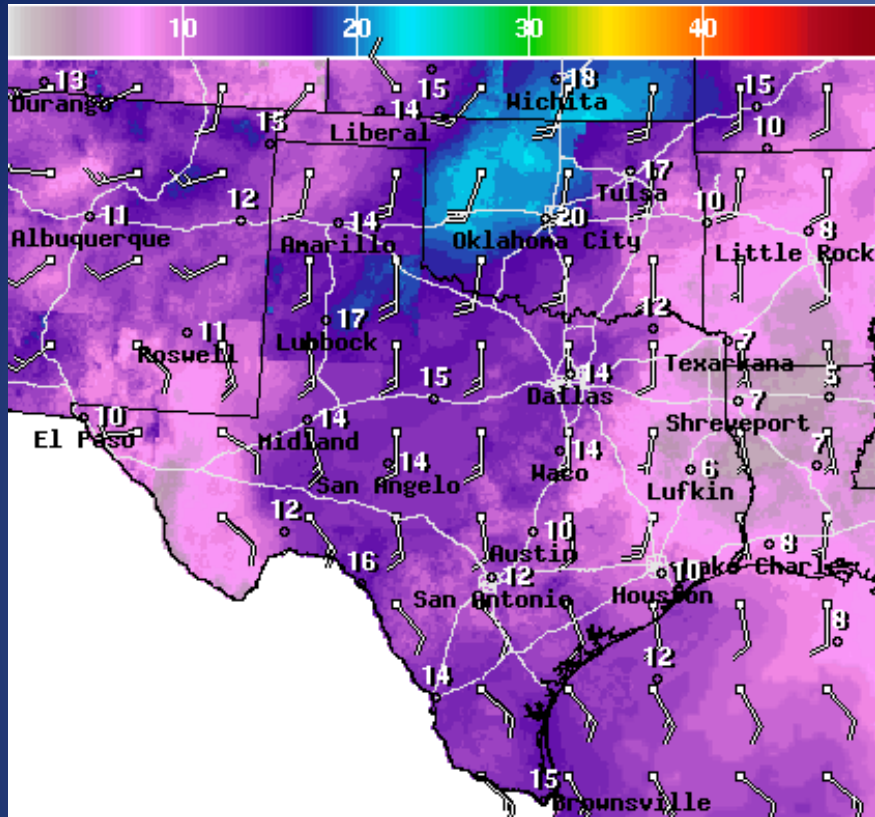 10 20 30 40
13 15 18 15
Durango Wichita
14
Liberal
15 10
17
Tulsa
11 12 14 20 10 8
Albuquerque Amarillo Oklahoma City Little Rock
11 17 12 7
Roswell Lubbock Texarkana
15 14 5
Dallas
10 14 7
El Paso Midland Shreveport
14 14 6 7
San Angelo Waco Lufkin
12 10 8
Austin Lake Charles
16 12 10
San Antonio Houston
8
14 12
15
Brownsville